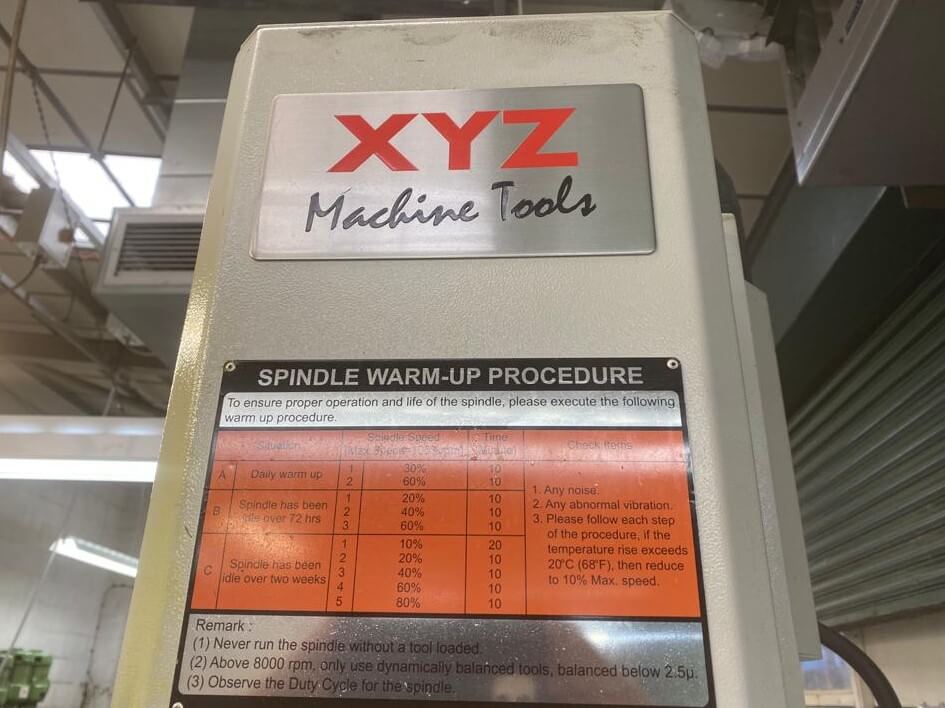 XYZ
Machine Tools
SPINDLE WARM-UP PROCEDURE
To ensure proper operation and life of the spindle, please execute the following
warm up procedure.
Situation Spindle Speed Time Check Items
(Minute)
A Daily warm up 1 30% 10
2 60% 10
B Spindle has been idle over 72 hrs 1 20% 10
2 40% 10
3 60% 10
C Spindle has been idle over two weeks 1 10% 20
2 20% 10
3 40% 10
4 60% 10
5 80% 10
1. Any noise.
2. Any abnormal vibration.
3. Please follow each step
of the procedure, if the
temperature rise exceeds
20°C (68°F), then reduce
to 10% Max. speed.
Remark :
(1) Never run the spindle without a tool loaded.
(2) Above 8000 rpm, only use dynamically balanced tools, balanced below 2.5µ.
(3) Observe the Duty Cycle for the spindle.